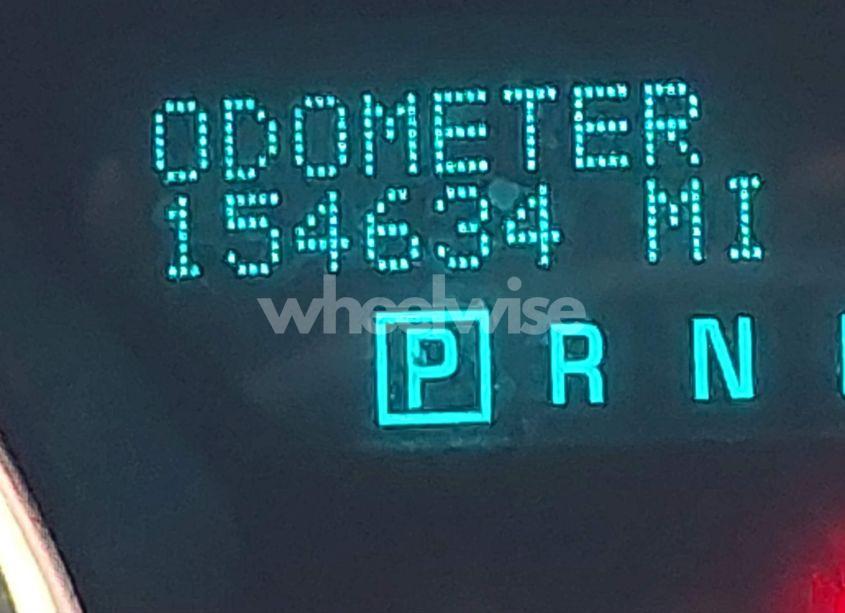 ODOMETER
154634 MI
wheelwise
P R N